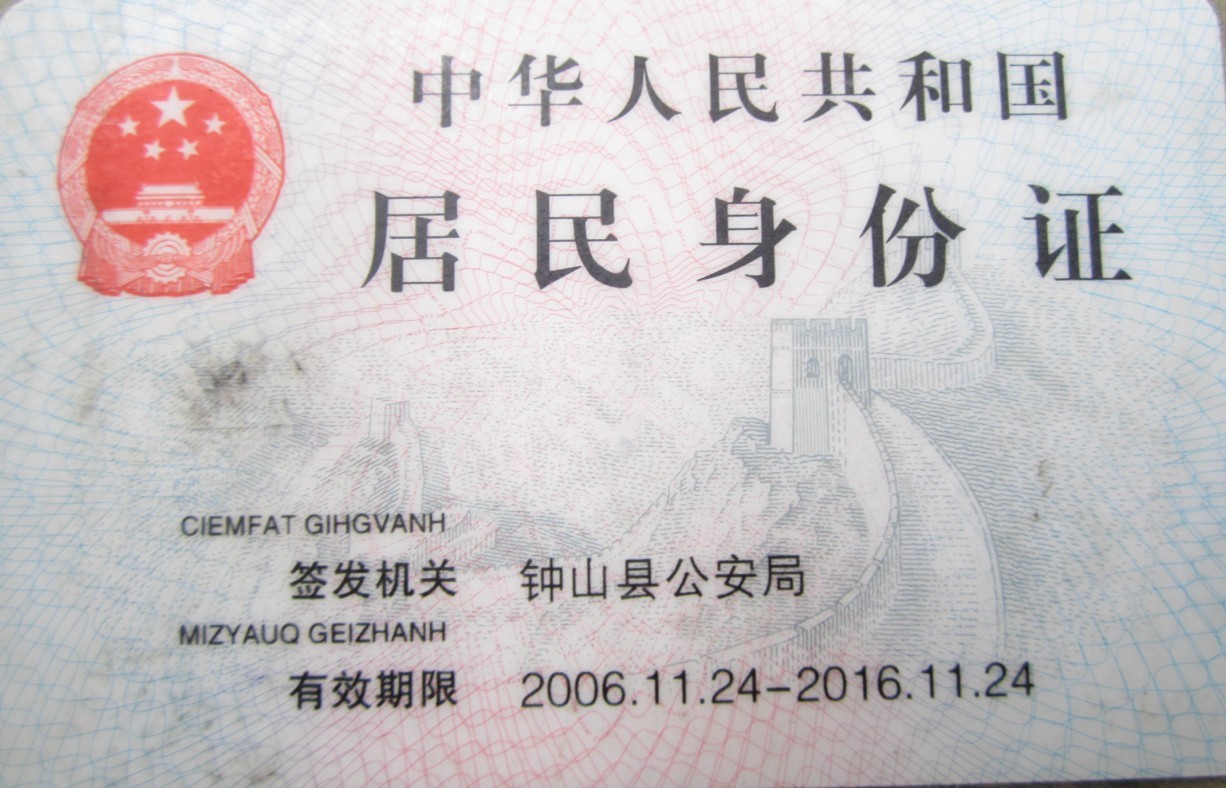 中华人民共和国
居民身份证
CIEMFAT GIHGVANH
签发机关 钟山县公安局
MIZYAUQ GEIZHANH
有效期限 2006.11.24-2016.11.24